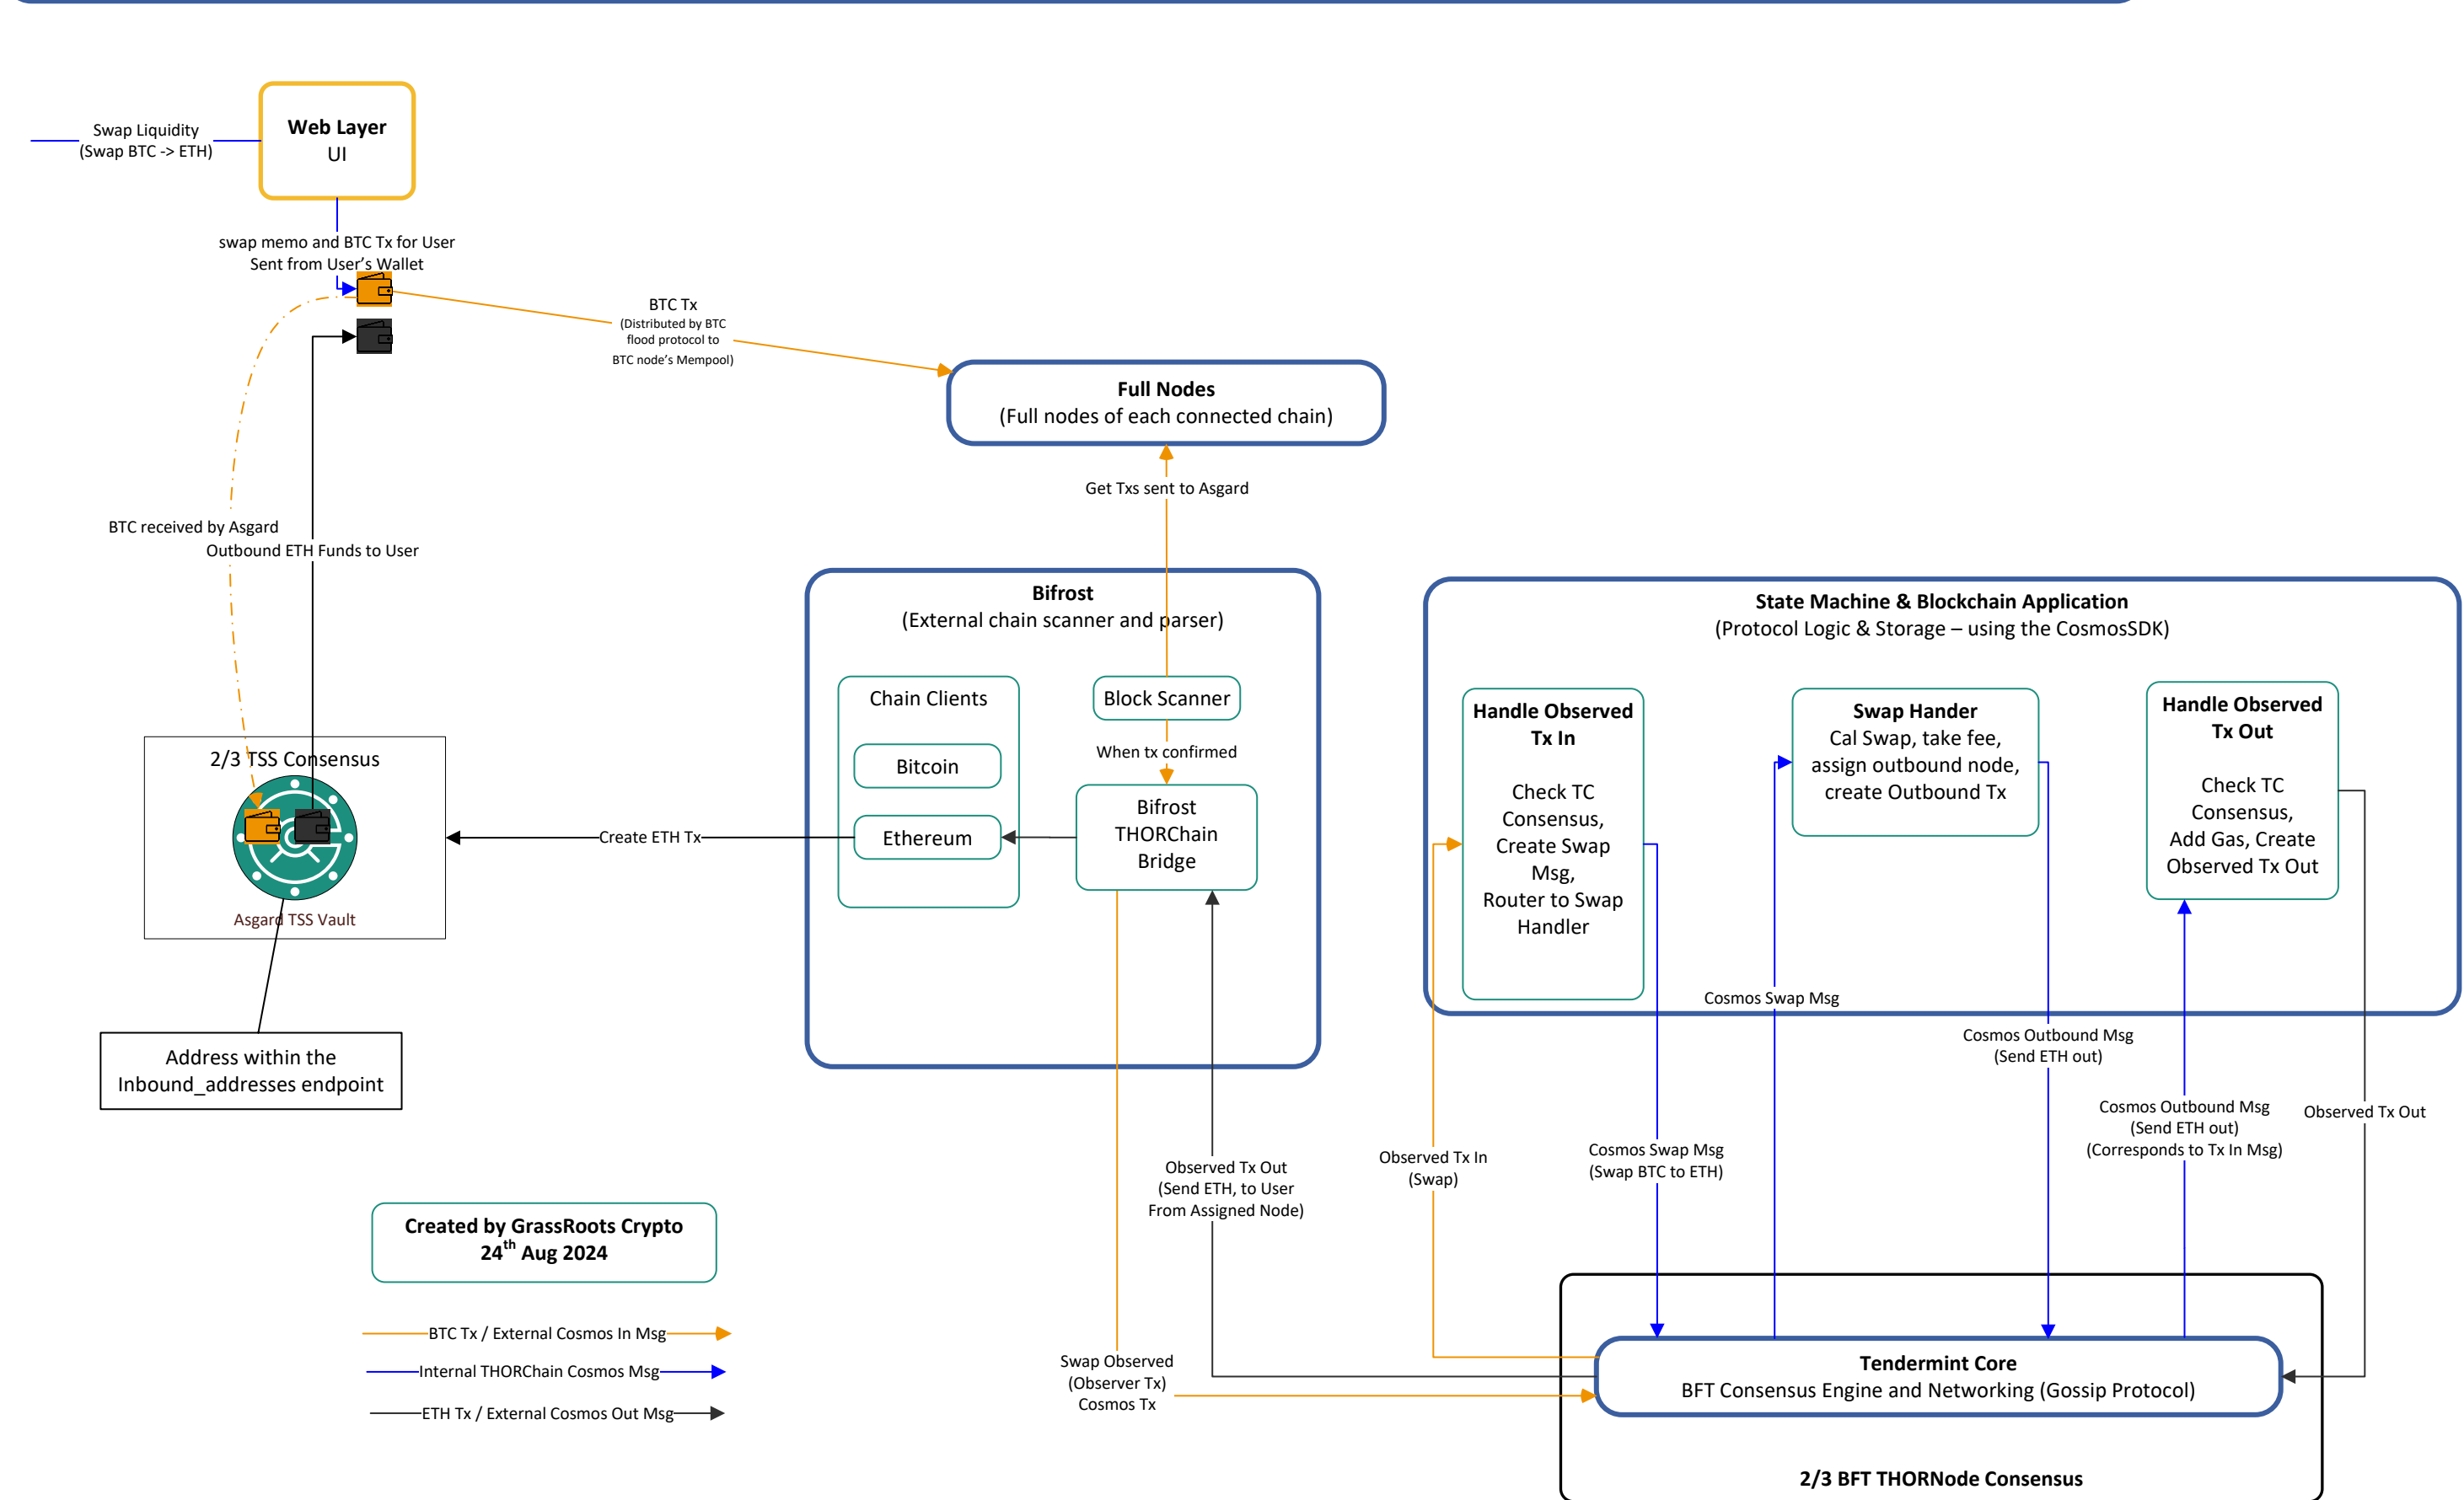 Swap Liquidity
(Swap BTC -> ETH)
Web Layer
UI
swap memo and BTC Tx for User
Sent from User's Wallet
BTC Tx
(Distributed by BTC
flood protocol to
BTC node's Mempool)
Full Nodes
(Full nodes of each connected chain)
Get Txs sent to Asgard
BTC received by Asgard
Outbound ETH Funds to User
Bifrost
(External chain scanner and parser)
Chain Clients
Bitcoin
Ethereum
Block Scanner
When tx confirmed
Bifrost
THORChain
Bridge
Create ETH Tx
2/3 TSS Consensus
Asgard TSS Vault
Address within the
Inbound_addresses endpoint
State Machine & Blockchain Application
(Protocol Logic & Storage – using the CosmosSDK)
Handle Observed
Tx In
Check TC
Consensus,
Create Swap
Msg,
Router to Swap
Handler
Swap Hander
Cal Swap, take fee,
assign outbound node,
create Outbound Tx
Handle Observed
Tx Out
Check TC
Consensus,
Add Gas, Create
Observed Tx Out
Cosmos Swap Msg
Cosmos Outbound Msg
(Send ETH out)
Cosmos Outbound Msg
(Send ETH out)
(Corresponds to Tx In Msg)
Observed Tx Out
Observed Tx Out
(Send ETH, to User
From Assigned Node)
Observed Tx In
(Swap)
Cosmos Swap Msg
(Swap BTC to ETH)
Created by GrassRoots Crypto
24th Aug 2024
BTC Tx / External Cosmos In Msg
Internal THORChain Cosmos Msg
ETH Tx / External Cosmos Out Msg
Swap Observed
(Observer Tx)
Cosmos Tx
Tendermint Core
BFT Consensus Engine and Networking (Gossip Protocol)
2/3 BFT THORNode Consensus